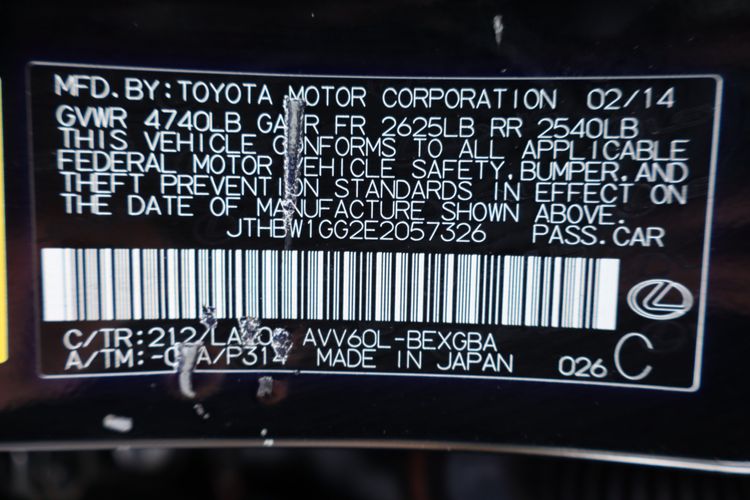 MFD. BY: TOYOTA MOTOR CORPORATION 02/14
GVWR 4740LB GAWR FR 2625LB RR 2540LB
THIS VEHICLE CONFORMS TO ALL APPLICABLE
FEDERAL MOTOR VEHICLE SAFETY, BUMPER, AND
THEFT PREVENTION STANDARDS IN EFFECT ON
THE DATE OF MANUFACTURE SHOWN ABOVE.
JTHBW1GG2E2057326 PASS. CAR
C/TR: 212/ AVV60L-BEXGBA
A/TM: MADE IN JAPAN 026 C